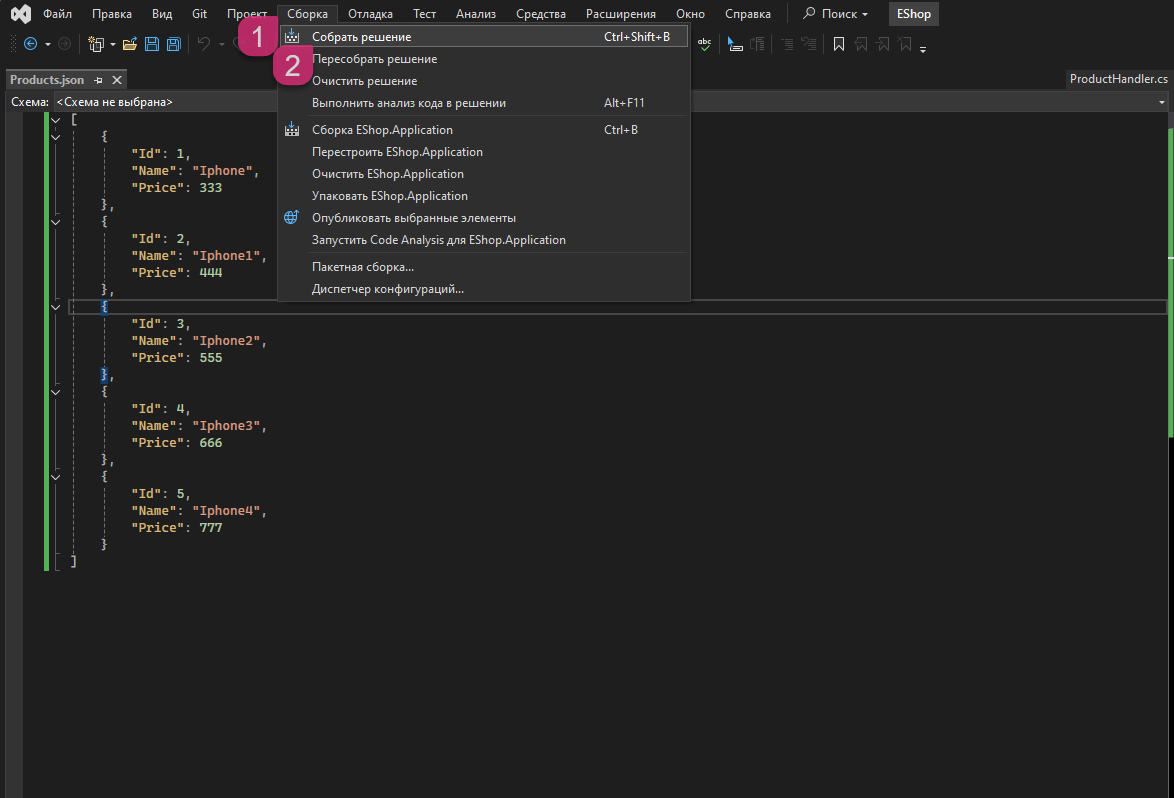 Файл Правка Вид Git Проект Сборка Отладка Тест Анализ Средства Расширения Окно Справка Поиск EShop
1
Собрать решение Ctrl+Shift+B
abc
2
Пересобрать решение
Products.json
Очистить решение
ProductHandler.cs
Схема: <Схема не выбрана>
Выполнить анализ кода в решении Alt+F11
Сборка EShop.Application Ctrl+B
Перестроить EShop.Application
Очистить EShop.Application
Упаковать EShop.Application
Опубликовать выбранные элементы
Запустить Code Analysis для EShop.Application
Пакетная сборка...
Диспетчер конфигураций...
[
{
"Id": 1,
"Name": "Iphone",
"Price": 333
},
{
"Id": 2,
"Name": "Iphone1",
"Price": 444
},
{
"Id": 3,
"Name": "Iphone2",
"Price": 555
},
{
"Id": 4,
"Name": "Iphone3",
"Price": 666
},
{
"Id": 5,
"Name": "Iphone4",
"Price": 777
}
]